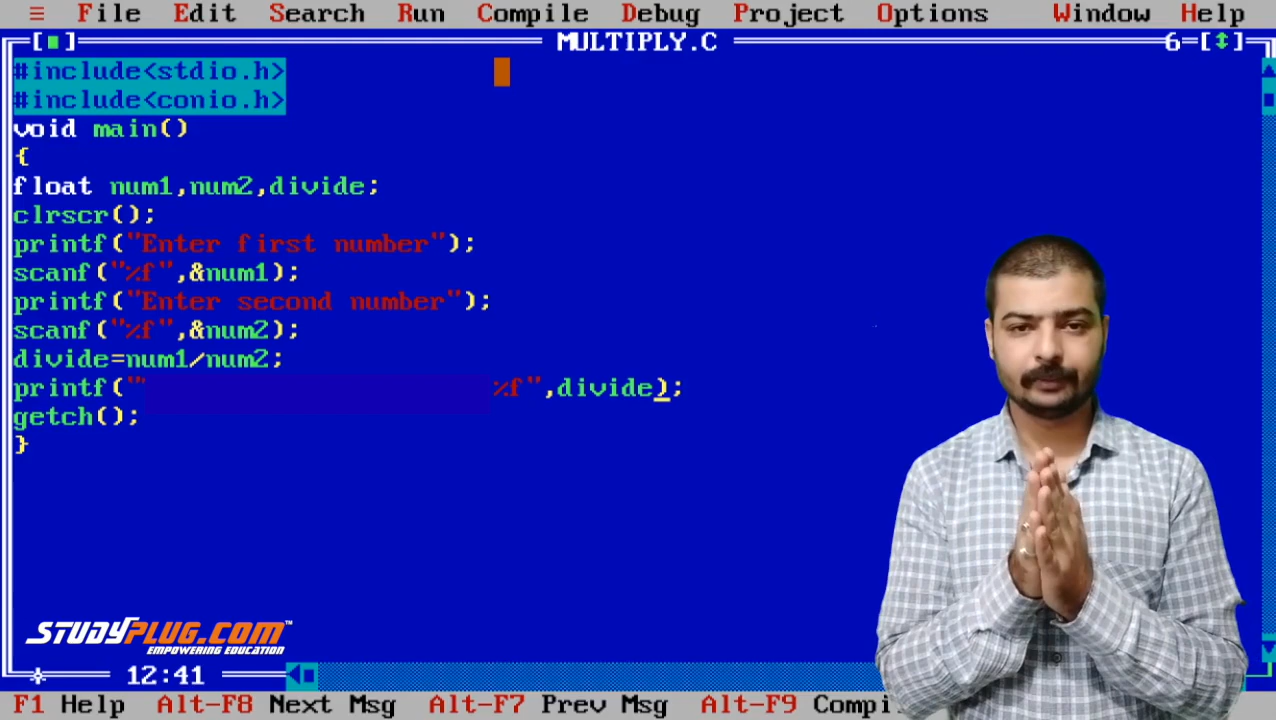 ≡ File Edit Search Run Compile Debug Project Options Window Help
[■] MULTIPLY.C 6=[↕]
#include<stdio.h>
#include<conio.h>
void main()
{
float num1,num2,divide;
clrscr();
printf("Enter first number");
scanf("%f",&num1);
printf("Enter second number");
scanf("%f",&num2);
divide=num1/num2;
printf(" %f",divide);
getch();
}
STUDYPLUG.COM™
EMPOWERING EDUCATION
12:41
F1 Help Alt-F8 Next Msg Alt-F7 Prev Msg Alt-F9 Compi